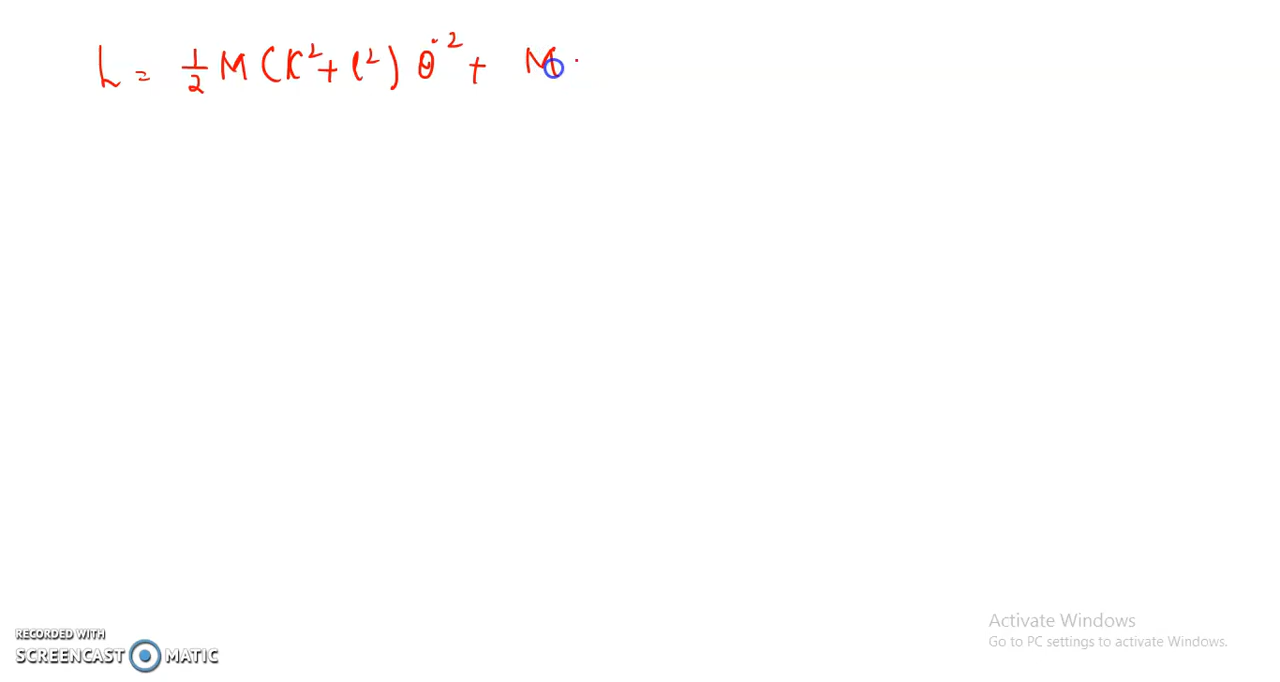 L = 1/2 M (K² + l²) θ̇² + M
Activate Windows
Go to PC settings to activate Windows.
RECORDED WITH
SCREENCAST MATIC